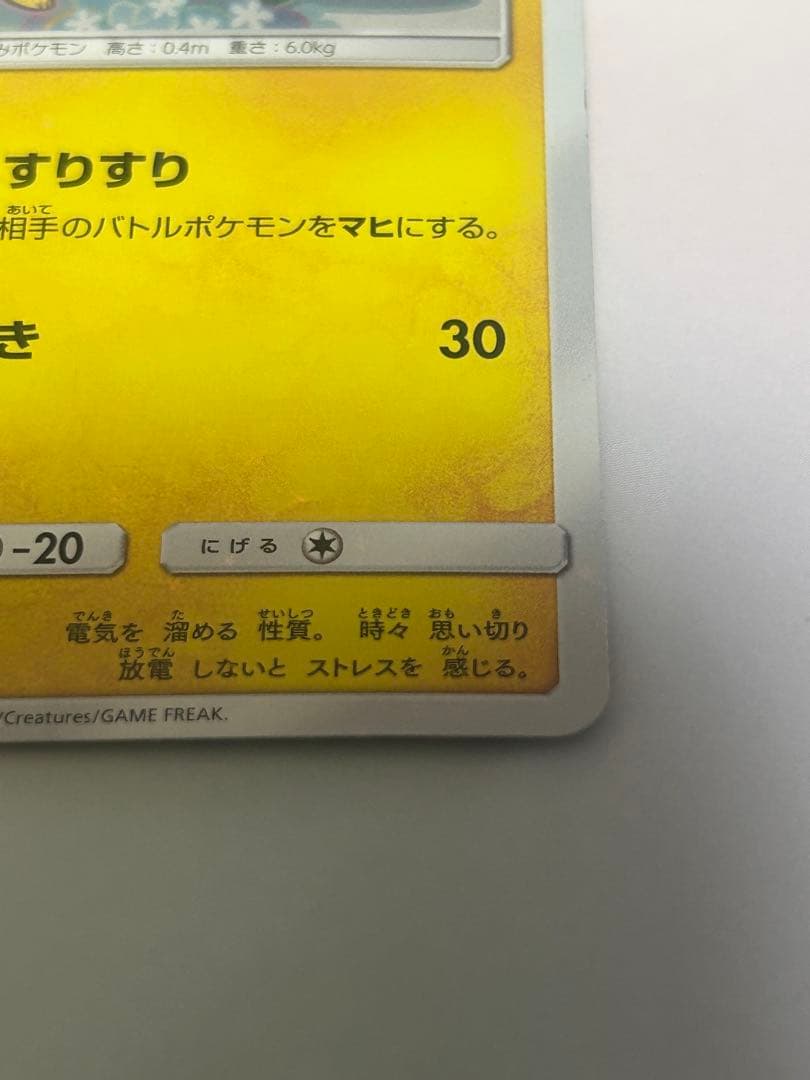 みポケモン 高さ：0.4m 重さ：6.0kg
すりすり
相手のバトルポケモンをマヒにする。
あいて
き 30
-20 にげる
でんき た せいしつ ときどき おも き
電気を 溜める 性質。 時々 思い切り
ほうでん かん
放電 しないと ストレスを 感じる。
/Creatures/GAME FREAK.